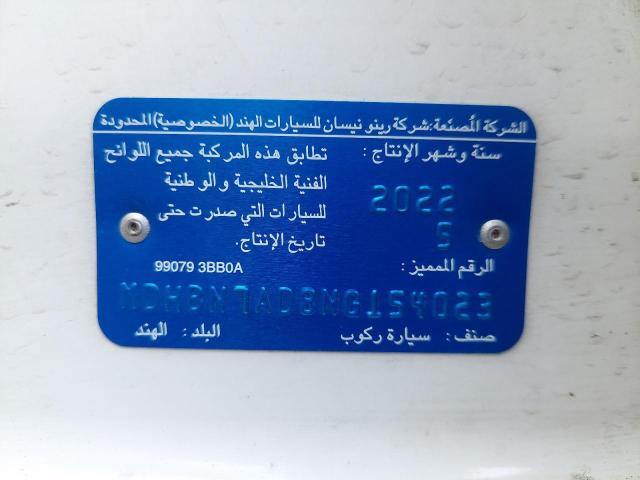 الشركة المُصنّعة:شركة رينو نيسان للسيارات الهند(الخصوصية)المحدودة
سنة وشهر الإنتاج :
2022
5
تطابق هذه المركبة جميع اللوائح
الفنية الخليجية والوطنية
للسيارات التي صدرت حتى
تاريخ الإنتاج.
الرقم المميز :
99079 3BB0A
MDHBN7AD8NG154023
صنف : سيارة ركوب
البلد : الهند